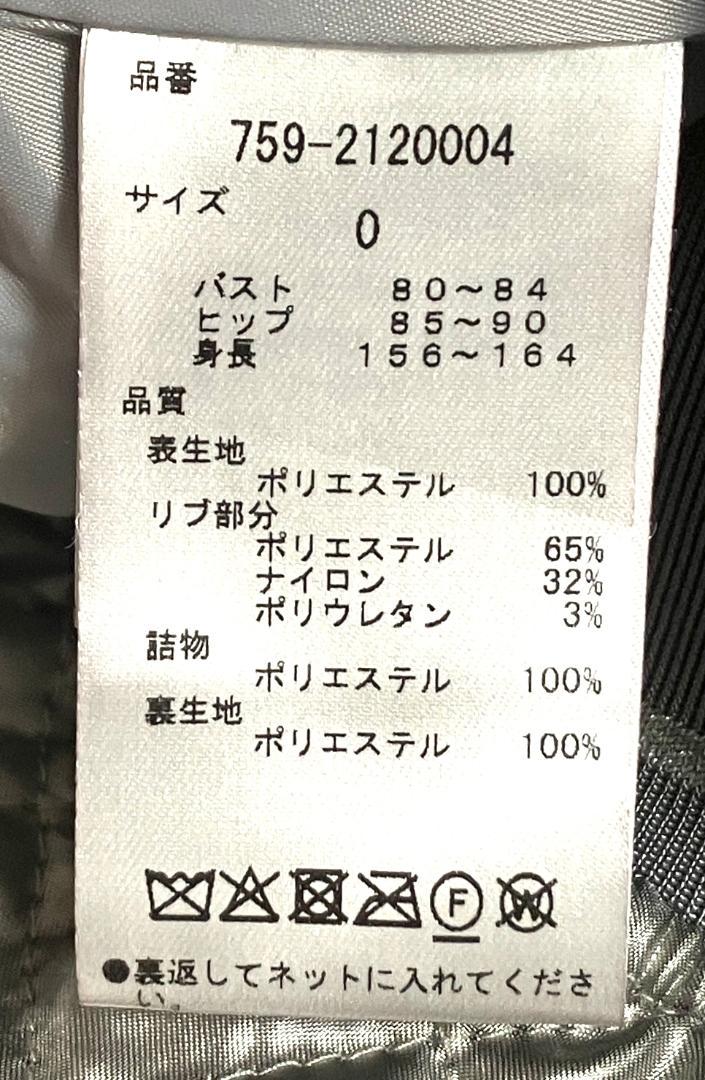 品番
759-2120004
サイズ
0
バスト 80~84
ヒップ 85~90
身長 156~164
品質
表生地
ポリエステル 100%
リブ部分
ポリエステル 65%
ナイロン 32%
ポリウレタン 3%
詰物
ポリエステル 100%
裏生地
ポリエステル 100%
F W
●裏返してネットに入れてくださ
い。